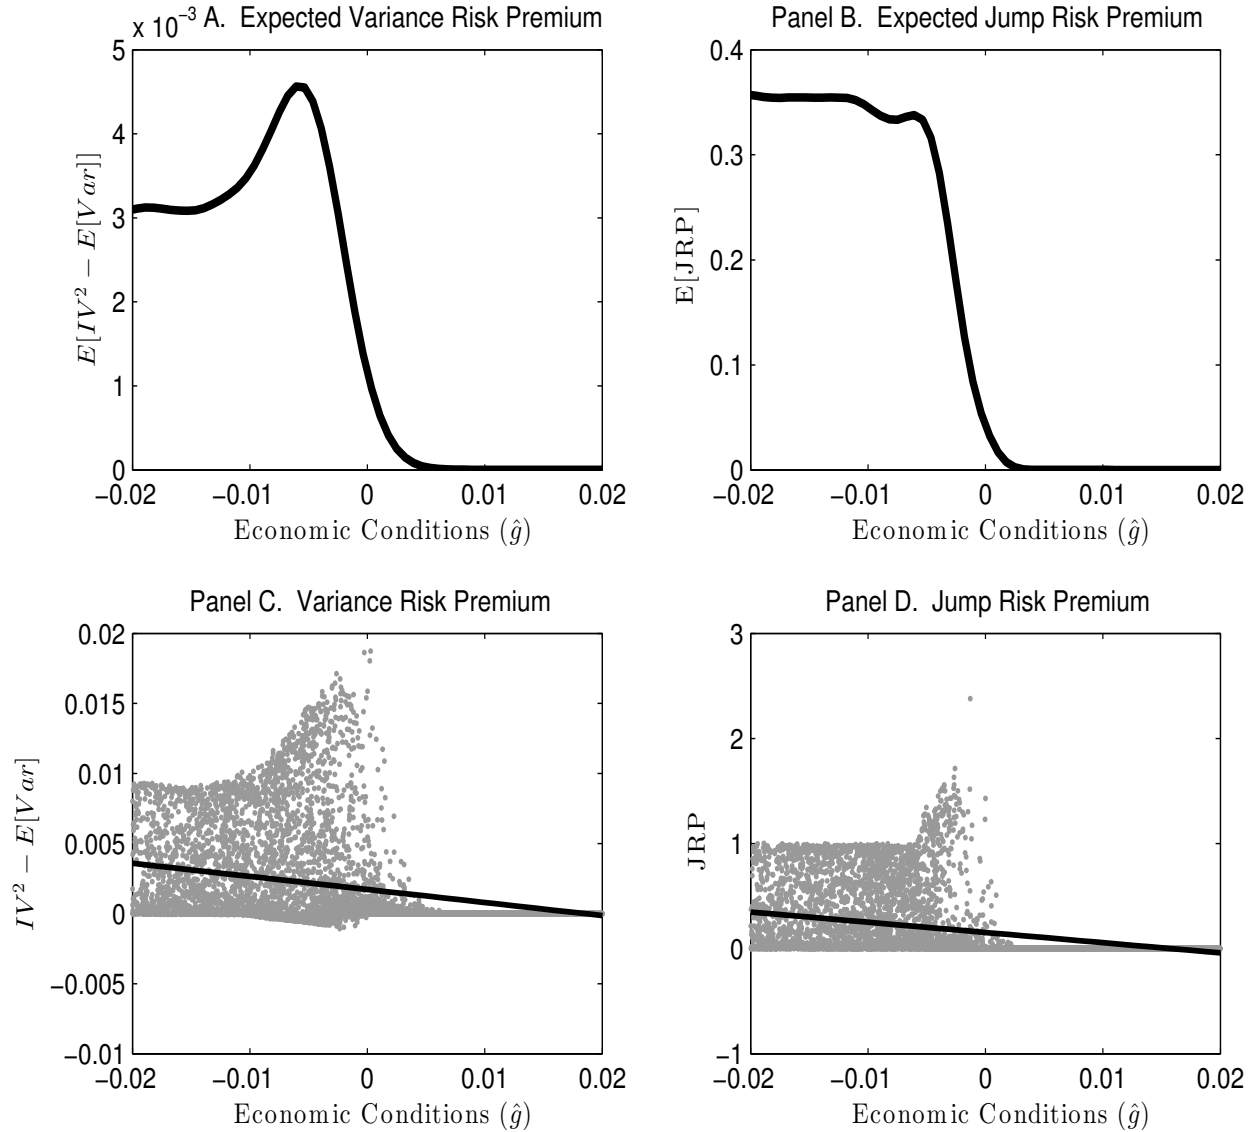 x 10−3 A. Expected Variance Risk Premium
5
4
3
2
1
0
E[IV² − E[Var]]
−0.02 −0.01 0 0.01 0.02
Economic Conditions (ĝ)
Panel B. Expected Jump Risk Premium
0.4
0.3
0.2
0.1
0
E[JRP]
−0.02 −0.01 0 0.01 0.02
Economic Conditions (ĝ)
Panel C. Variance Risk Premium
0.02
0.015
0.01
0.005
0
−0.005
−0.01
IV² − E[Var]
−0.02 −0.01 0 0.01 0.02
Economic Conditions (ĝ)
Panel D. Jump Risk Premium
3
2
1
0
−1
JRP
−0.02 −0.01 0 0.01 0.02
Economic Conditions (ĝ)